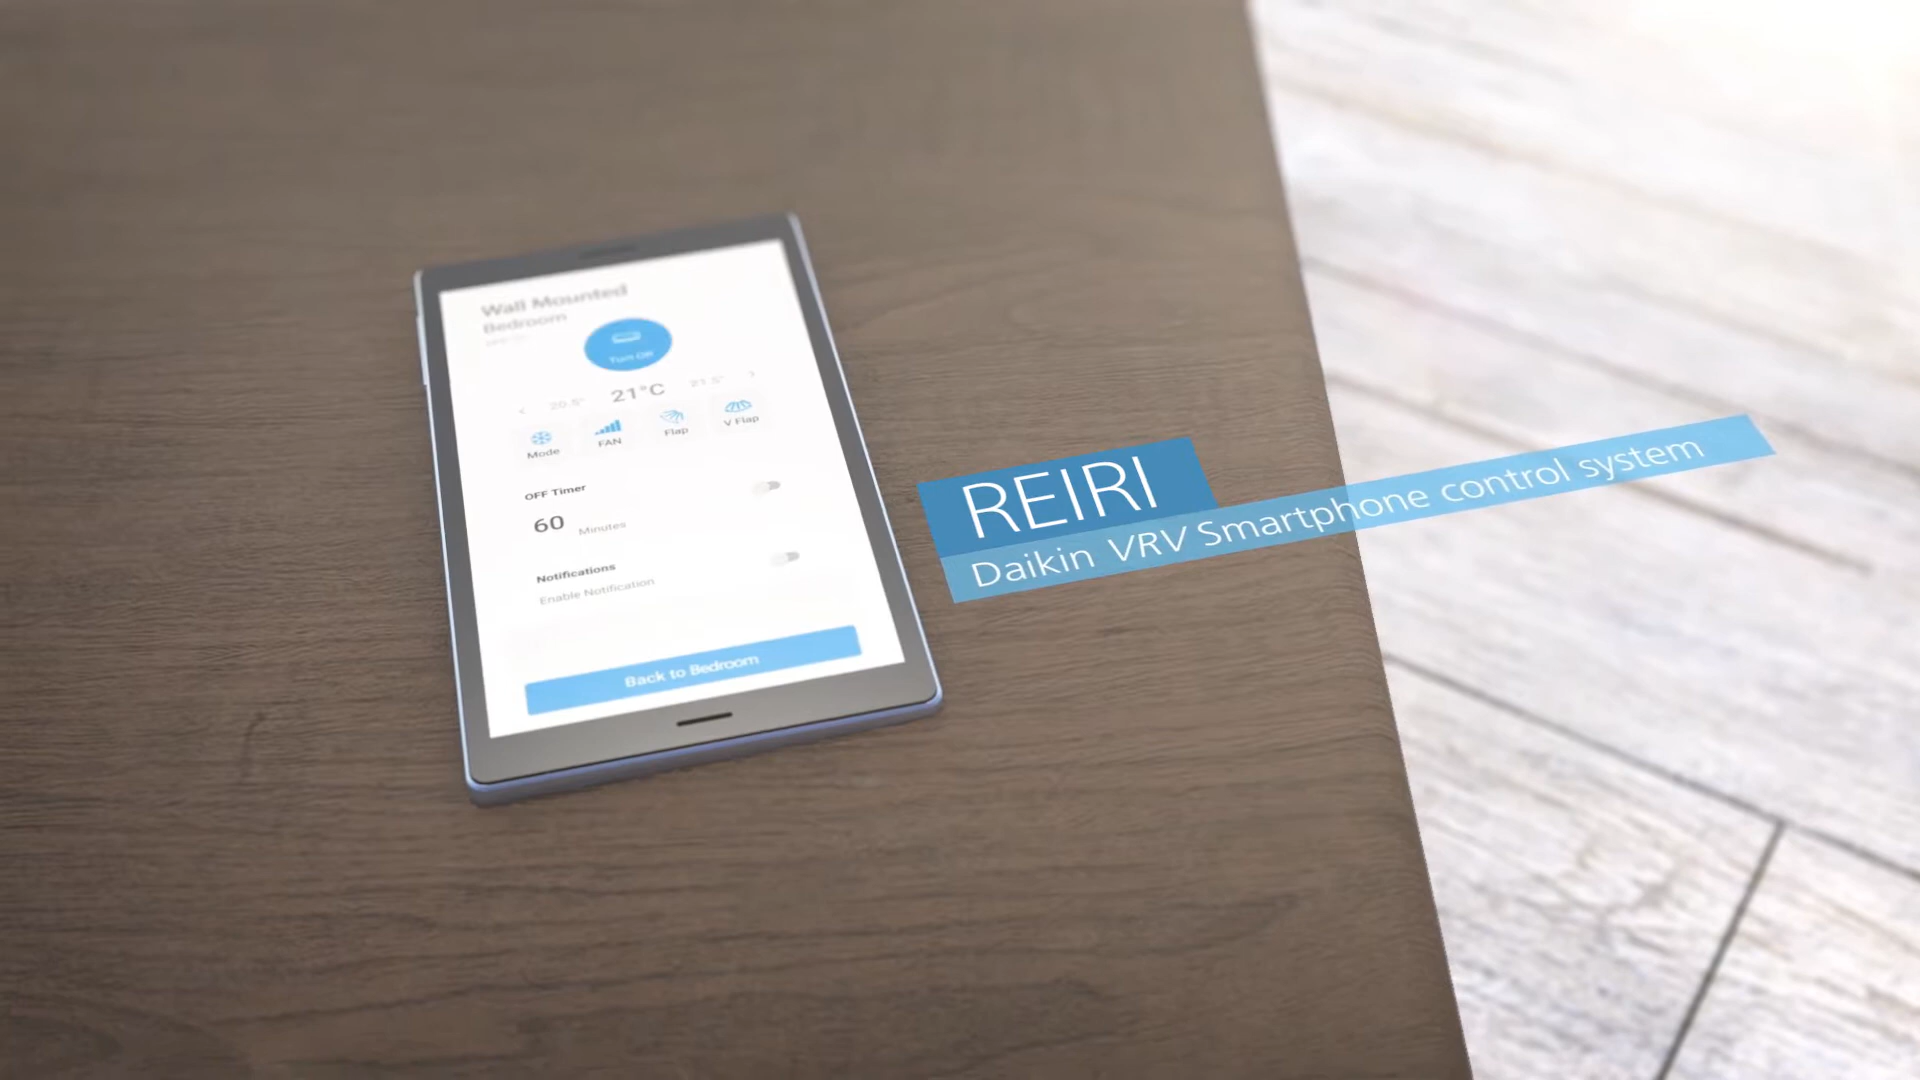 Wall Mounted
Bedroom
Turn Off
20.5° 21°C 21.5°
Mode FAN Flap V Flap
OFF Timer
60 Minutes
Notifications
Enable Notification
Back to Bedroom
REIRI
Daikin VRV Smartphone control system